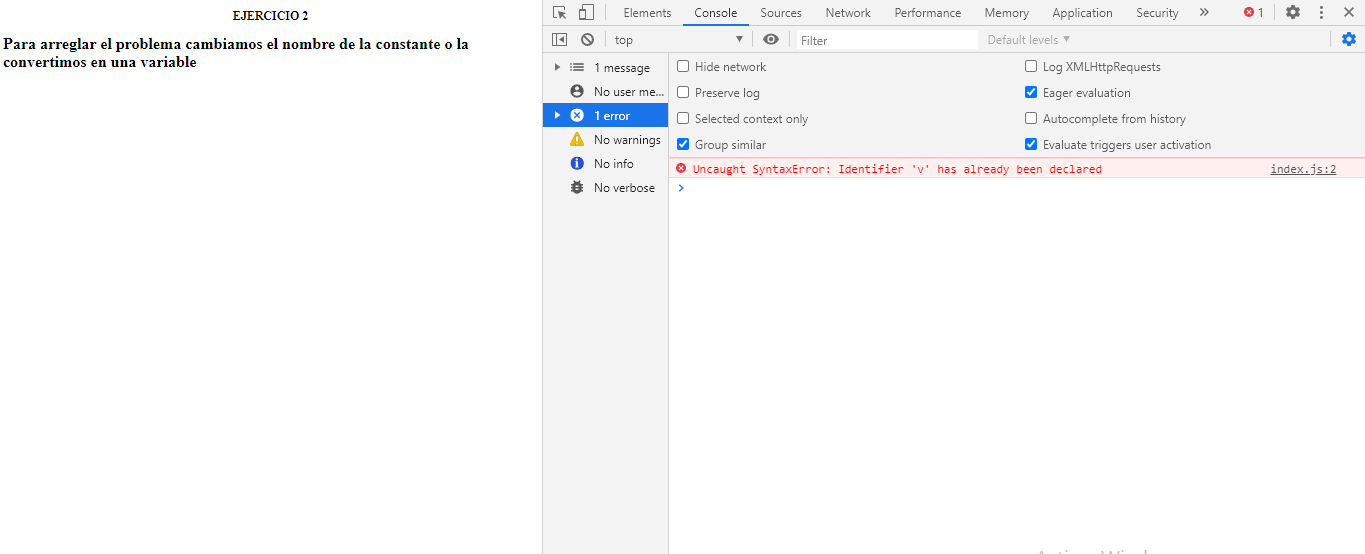 EJERCICIO 2
Para arreglar el problema cambiamos el nombre de la constante o la
convertimos en una variable
Elements Console Sources Network Performance Memory Application Security » 1
top Filter Default levels
1 message
No user me...
1 error
No warnings
No info
No verbose
Hide network Log XMLHttpRequests
Preserve log Eager evaluation
Selected context only Autocomplete from history
Group similar Evaluate triggers user activation
Uncaught SyntaxError: Identifier 'v' has already been declared index.js:2
>